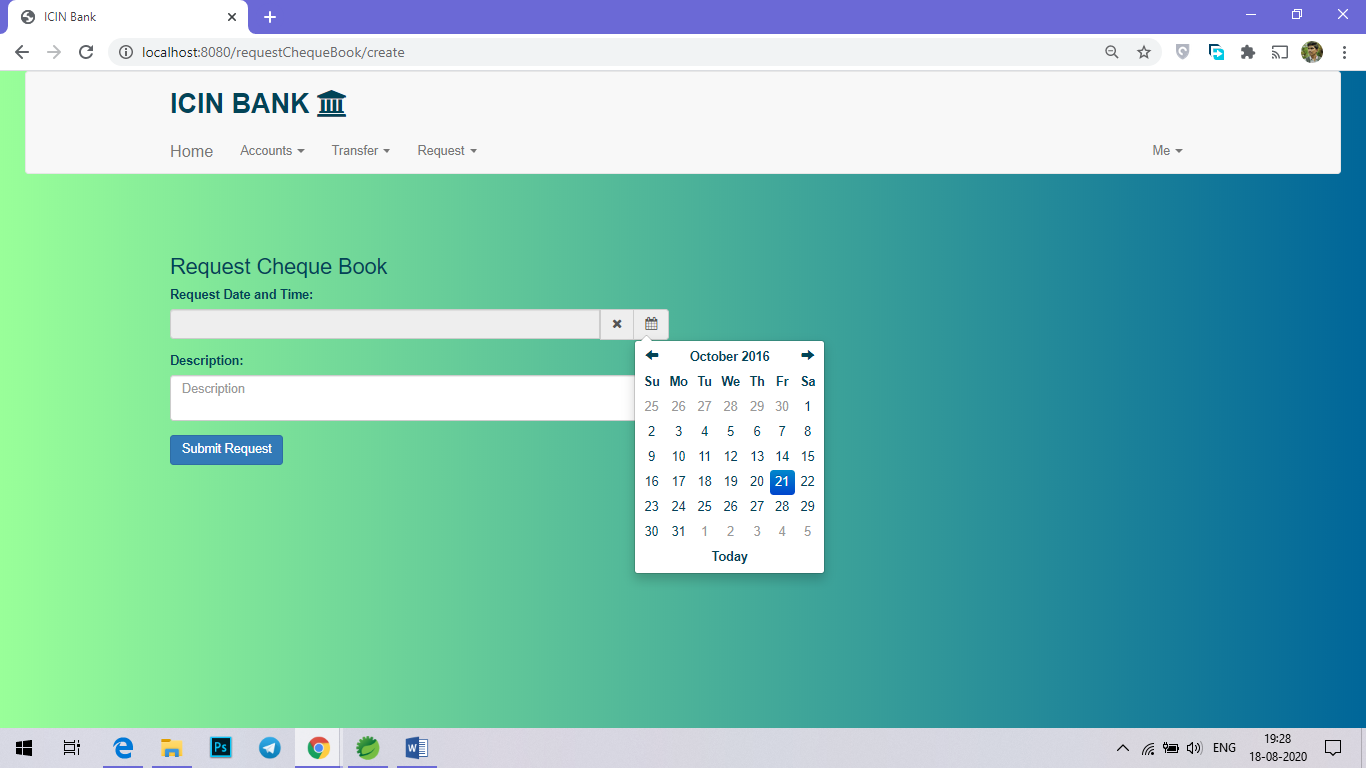 ICIN Bank
localhost:8080/requestChequeBook/create
ICIN BANK
Home Accounts Transfer Request Me
Request Cheque Book
Request Date and Time:
Description:
Description
Submit Request
October 2016
Su Mo Tu We Th Fr Sa
25 26 27 28 29 30 1
2 3 4 5 6 7 8
9 10 11 12 13 14 15
16 17 18 19 20 21 22
23 24 25 26 27 28 29
30 31 1 2 3 4 5
Today
Ps
W
ENG
19:28
18-08-2020